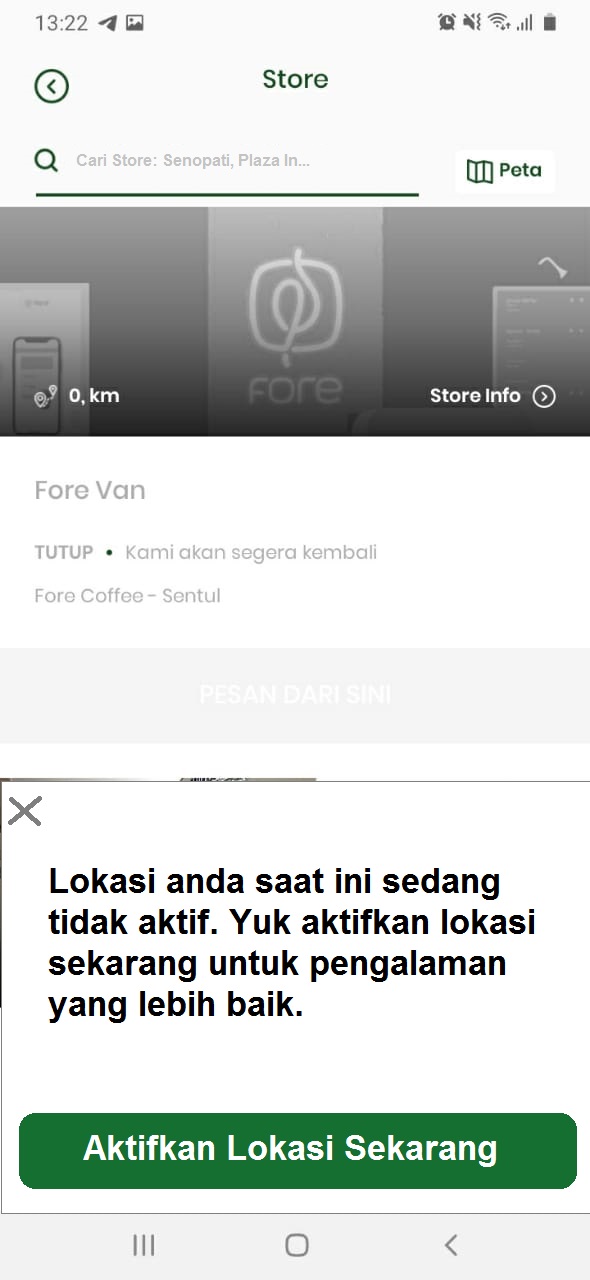 13:22
Store
Cari Store: Senopati, Plaza In...
Peta
FORE
0, km
Store Info
Fore Van
TUTUP • Kami akan segera kembali
Fore Coffee - Sentul
PESAN DARI SINI
Lokasi anda saat ini sedang
tidak aktif. Yuk aktifkan lokasi
sekarang untuk pengalaman
yang lebih baik.
Aktifkan Lokasi Sekarang